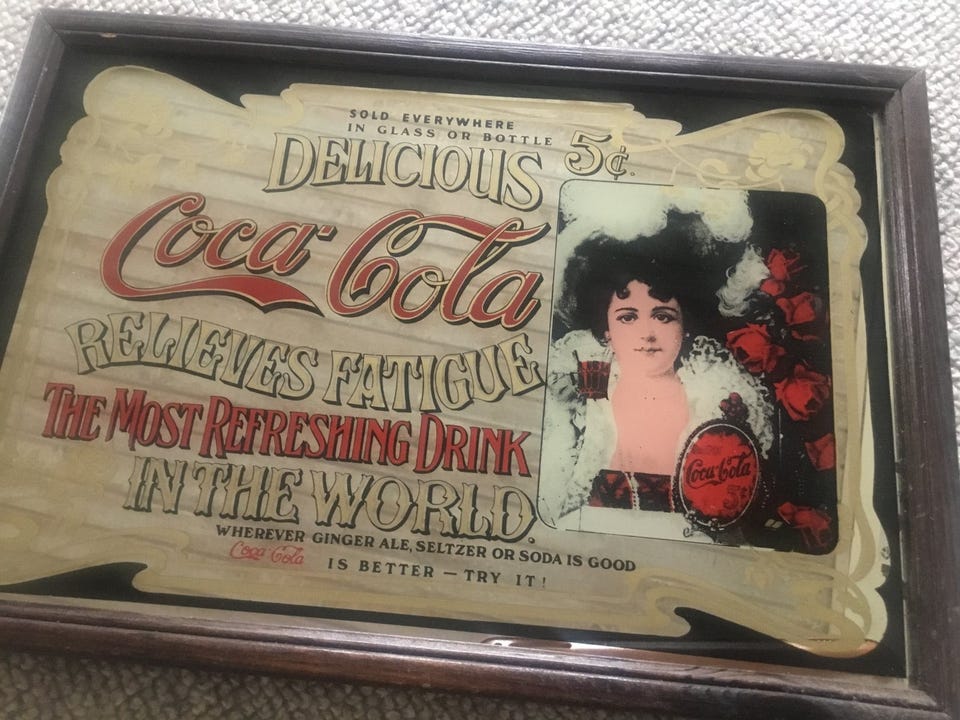 SOLD EVERYWHERE
IN GLASS OR BOTTLE 5¢.
DELICIOUS
Coca-Cola
RELIEVES FATIGUE
THE MOST REFRESHING DRINK
IN THE WORLD.
WHEREVER GINGER ALE, SELTZER OR SODA IS GOOD
Coca-Cola IS BETTER – TRY IT!
Coca-Cola
5¢